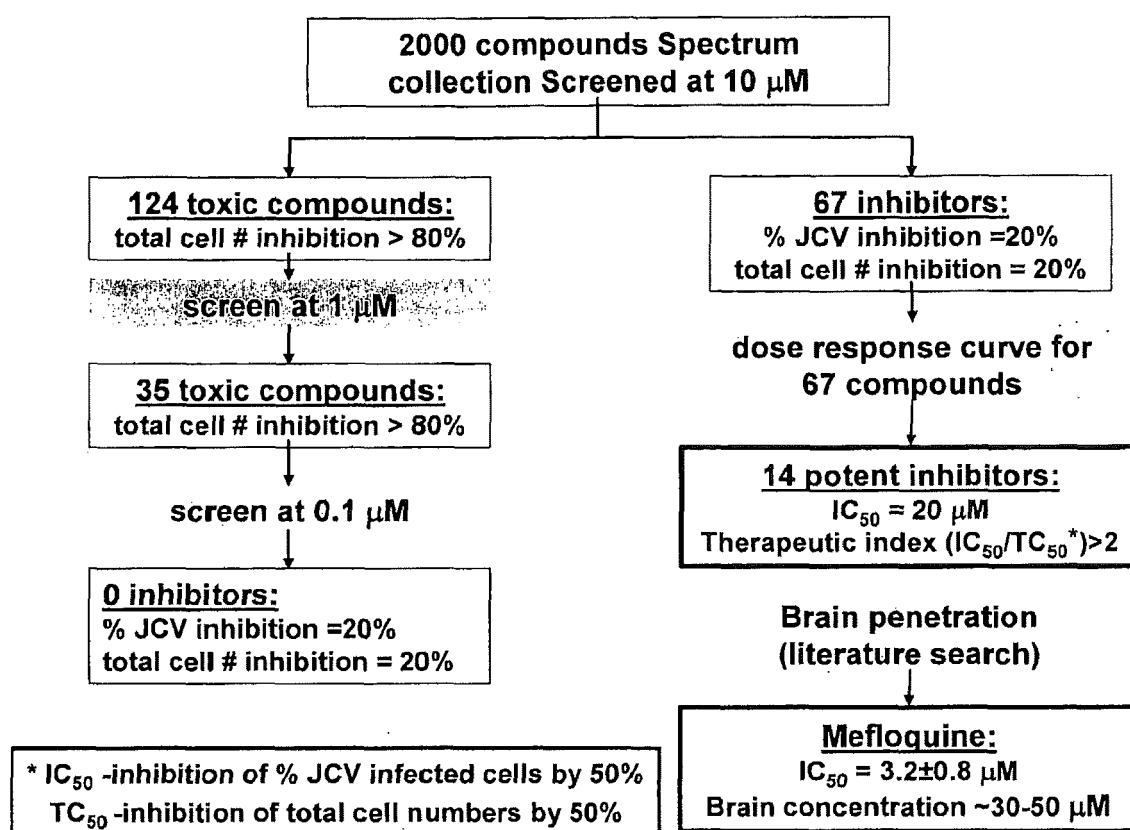 2000 compounds Spectrum
collection Screened at 10 µM
124 toxic compounds:
total cell # inhibition > 80%
screen at 1 µM
35 toxic compounds:
total cell # inhibition > 80%
screen at 0.1 µM
0 inhibitors:
% JCV inhibition =20%
total cell # inhibition = 20%
67 inhibitors:
% JCV inhibition =20%
total cell # inhibition = 20%
dose response curve for
67 compounds
14 potent inhibitors:
IC50 = 20 µM
Therapeutic index (IC50/TC50*)>2
Brain penetration
(literature search)
Mefloquine:
IC50 = 3.2±0.8 µM
Brain concentration ~30-50 µM
* IC50 -inhibition of % JCV infected cells by 50%
TC50 -inhibition of total cell numbers by 50%